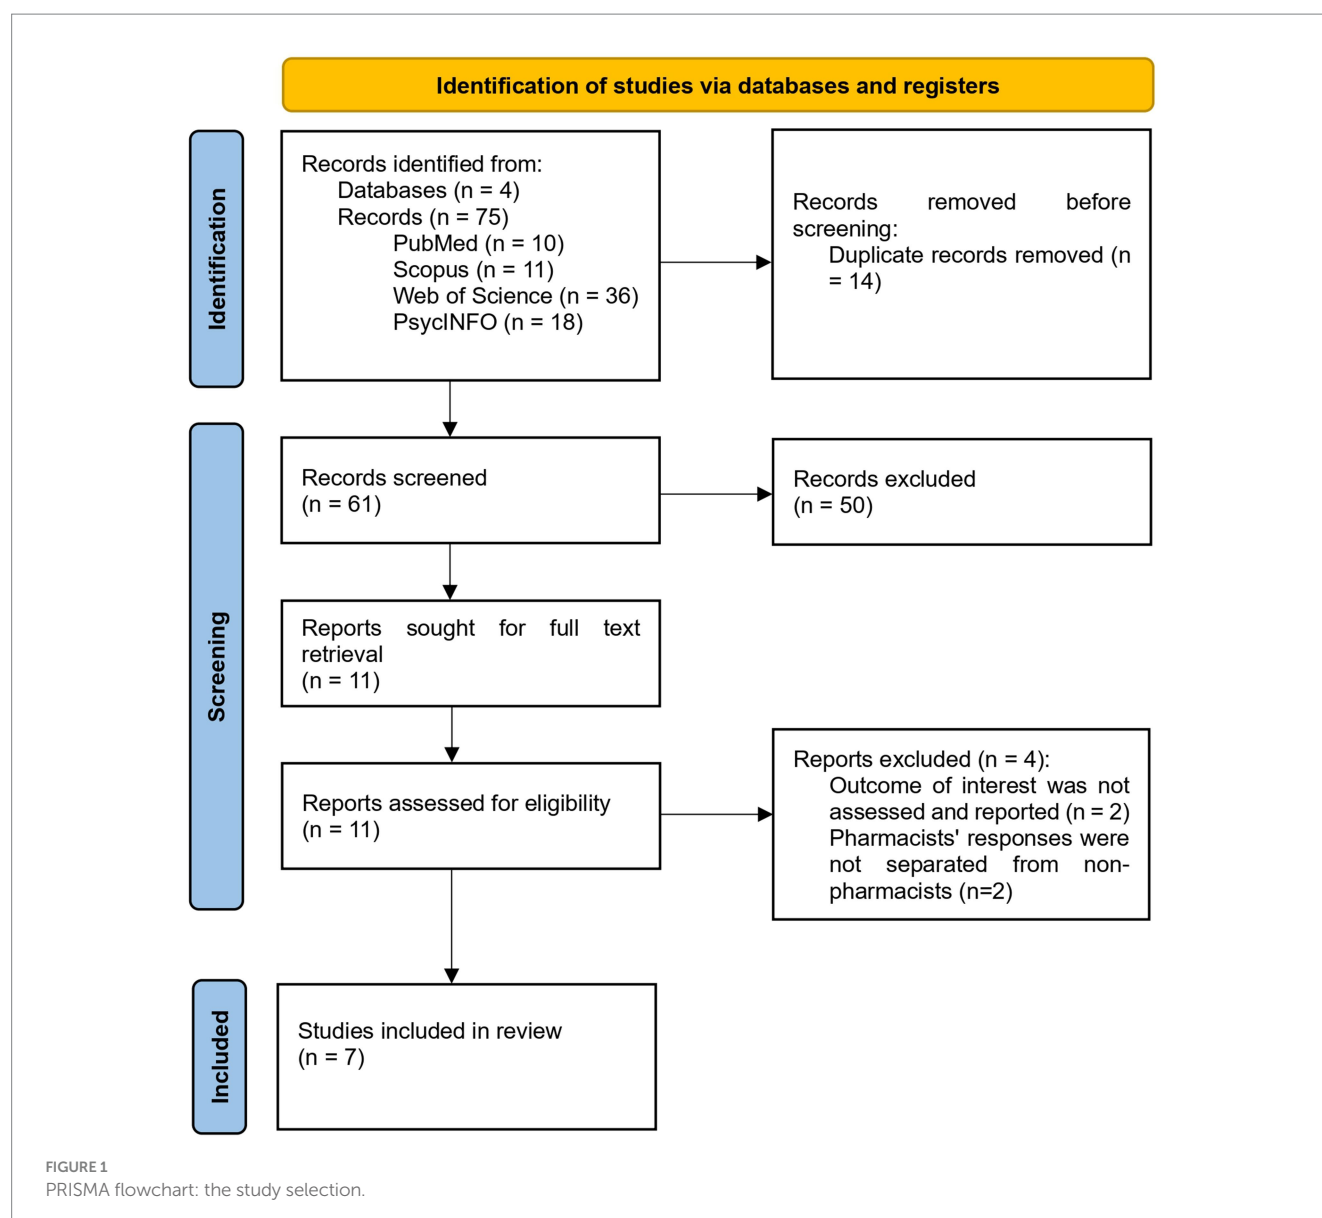 Identification of studies via databases and registers
Identification
Records identified from:
Databases (n = 4)
Records (n = 75)
PubMed (n = 10)
Scopus (n = 11)
Web of Science (n = 36)
PsycINFO (n = 18)
Records removed before
screening:
Duplicate records removed (n
= 14)
Screening
Records screened
(n = 61)
Records excluded
(n = 50)
Reports sought for full text
retrieval
(n = 11)
Reports assessed for eligibility
(n = 11)
Reports excluded (n = 4):
Outcome of interest was not
assessed and reported (n = 2)
Pharmacists' responses were
not separated from non-
pharmacists (n=2)
Included
Studies included in review
(n = 7)
FIGURE 1
PRISMA flowchart: the study selection.